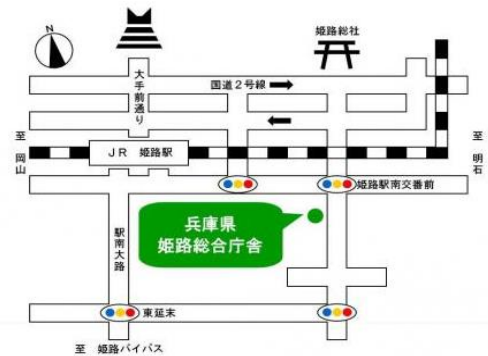 N
姫路総社
大手前通り
国道２号線
至 岡山
ＪＲ 姫路駅
至 明石
姫路駅南交番前
兵庫県
姫路総合庁舎
駅南大路
東延末
至 姫路バイパス